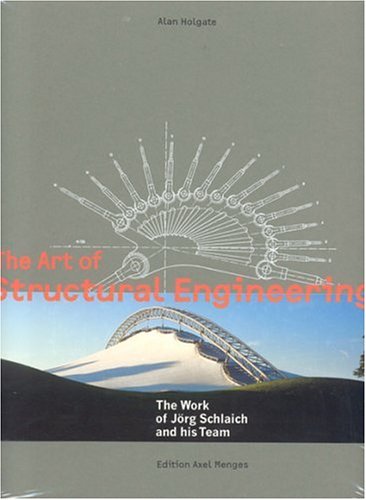 Alan Holgate
The Art of
Structural Engineering
The Work
of Jörg Schlaich
and his Team
Edition Axel Menges